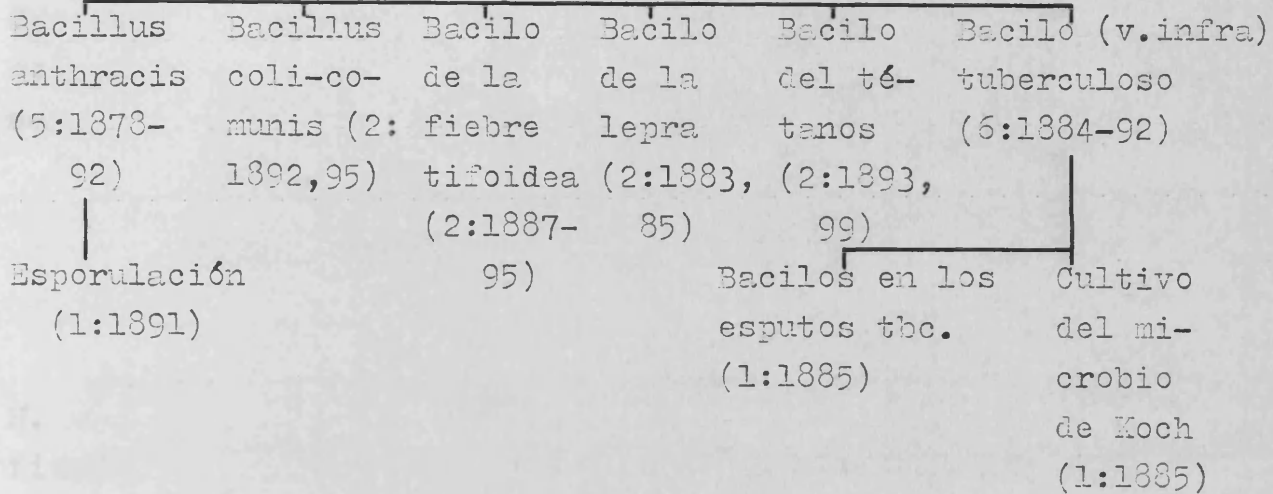 Bacillus
anthracis
(5:1878-
92)
Esporulación
(1:1891)
Bacillus
coli-co-
munis (2:
1892,95)
Bacilo
de la
fiebre
tifoidea
(2:1887-
95)
Bacilo
de la
lepra
(2:1883,
85)
Bacilo
del té-
tanos
(2:1893,
99)
Bacilo (v.infra)
tuberculoso
(6:1884-92)
Bacilos en los
esputos tbc.
(1:1885)
Cultivo
del mi-
crobio
de Koch
(1:1885)